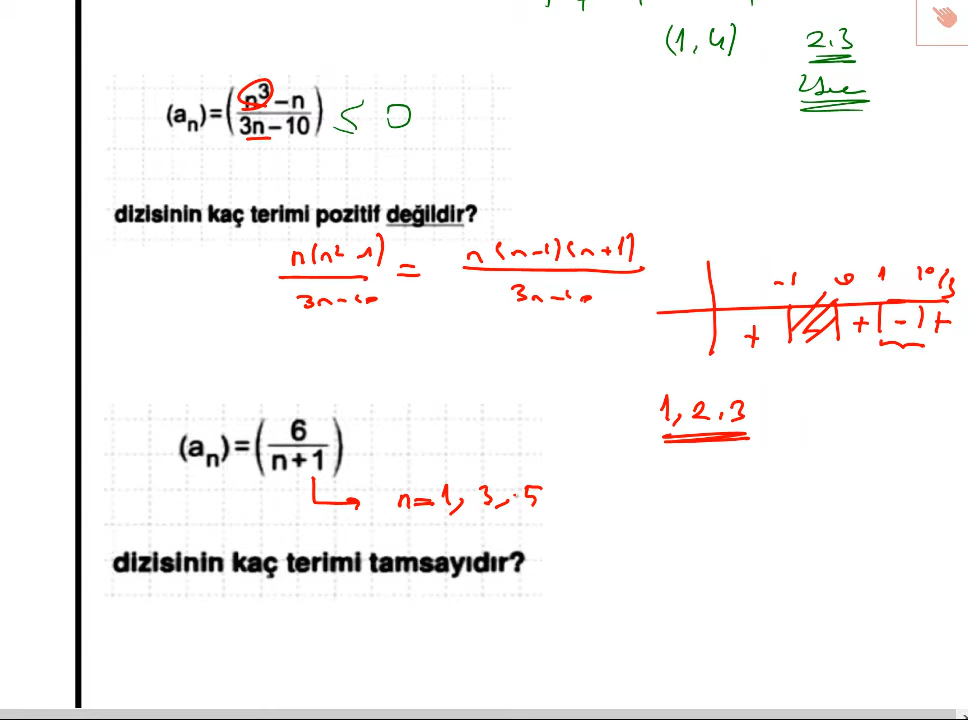 (1, 4) 2.3
(aₙ)=(n³−n / 3n−10) ≤ 0
dizisinin kaç terimi pozitif değildir?
n(n²−1) / 3n−10 = n(n−1)(n+1) / 3n−10
−1 0 1 10/3
+ + − +
1, 2, 3
(aₙ)=(6 / n+1)
n=1, 3, 5
dizisinin kaç terimi tamsayıdır?